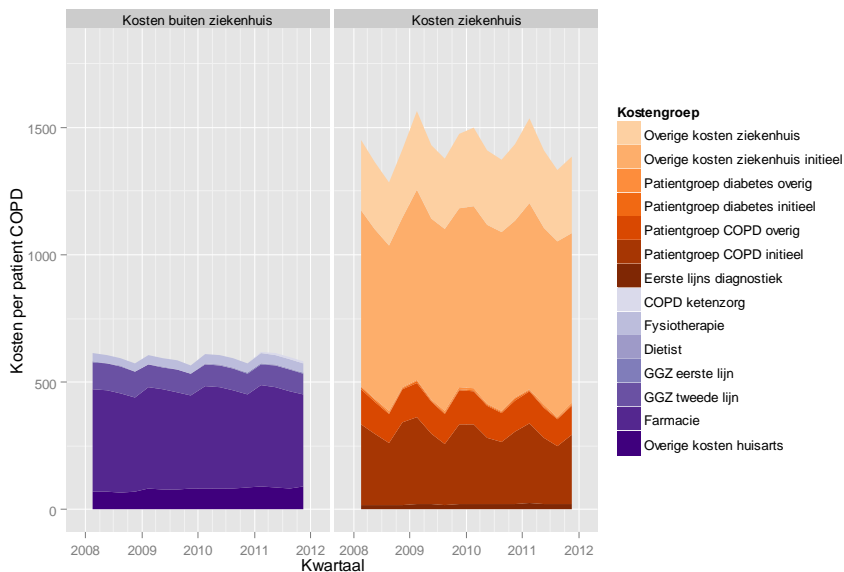 Kosten buiten ziekenhuis
Kosten ziekenhuis
Kosten per patient COPD
1500
1000
500
0
2008 2009 2010 2011 2012
2008 2009 2010 2011 2012
Kwartaal
Kostengroep
Overige kosten ziekenhuis
Overige kosten ziekenhuis initieel
Patientgroep diabetes overig
Patientgroep diabetes initieel
Patientgroep COPD overig
Patientgroep COPD initieel
Eerste lijns diagnostiek
COPD ketenzorg
Fysiotherapie
Dietist
GGZ eerste lijn
GGZ tweede lijn
Farmacie
Overige kosten huisarts